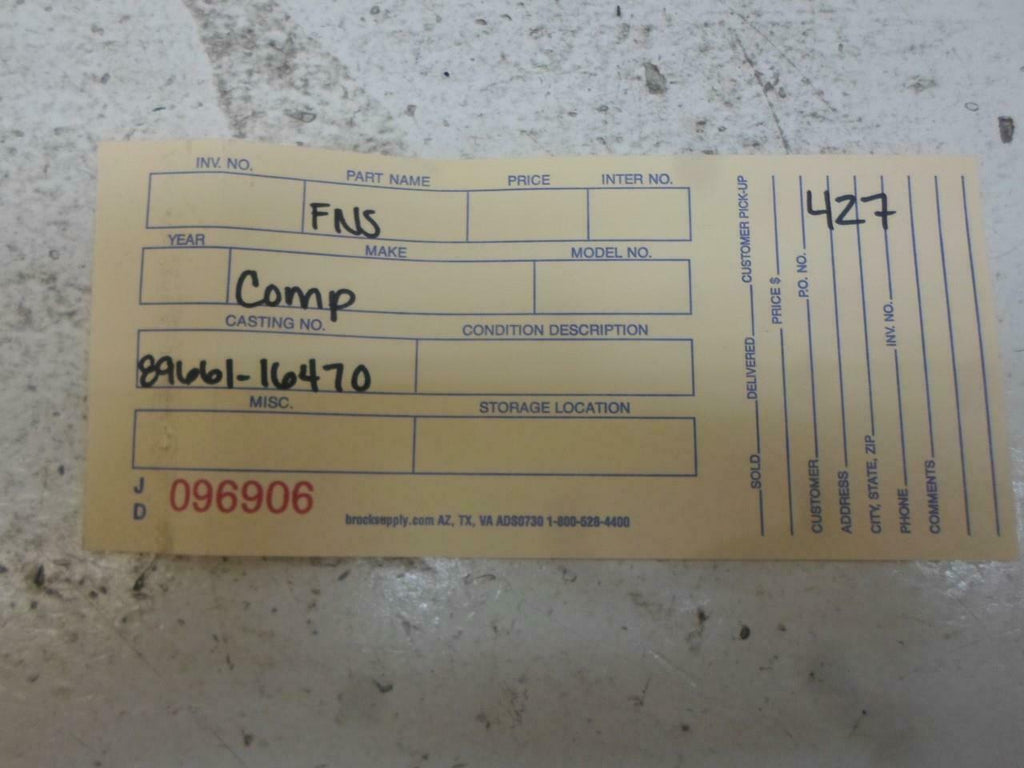 INV. NO. PART NAME PRICE INTER NO.
FNS
YEAR MAKE MODEL NO.
Comp
CASTING NO. CONDITION DESCRIPTION
89661-16470
MISC. STORAGE LOCATION
J D 096906
brocksupply.com AZ, TX, VA ADS0730 1-800-528-4400
SOLD DELIVERED CUSTOMER PICK-UP
PRICE $
CUSTOMER P.O. NO.
ADDRESS
CITY, STATE, ZIP
PHONE INV. NO.
COMMENTS
427